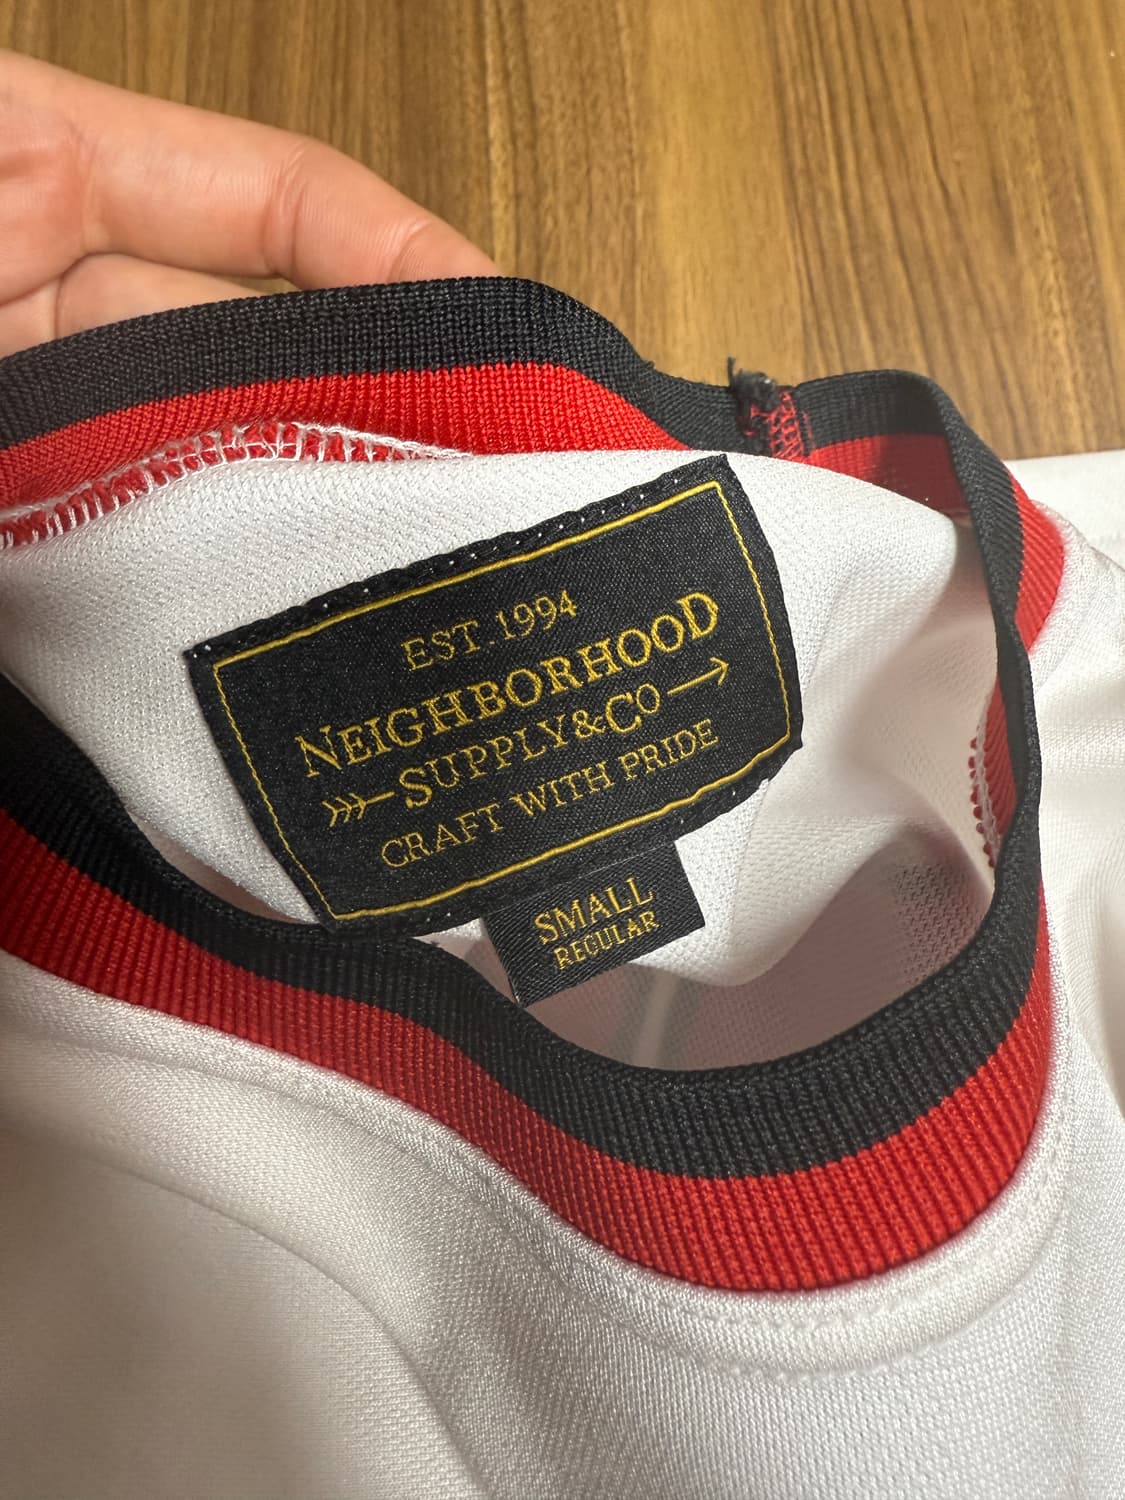 EST.1994
NEIGHBORHOOD
SUPPLY&CO
CRAFT WITH PRIDE
SMALL
REGULAR